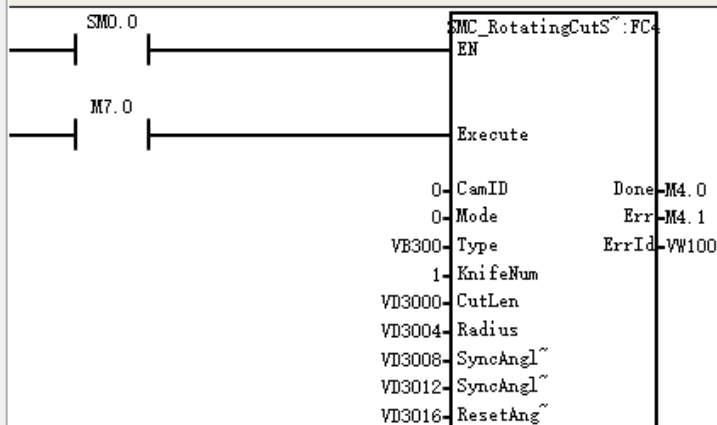 SM0.0
SMC_RotatingCutS~:FC4
EN
M7.0
Execute
0 CamID Done M4.0
0 Mode Err M4.1
VB300 Type ErrId VW100
1 KnifeNum
VD3000 CutLen
VD3004 Radius
VD3008 SyncAngl~
VD3012 SyncAngl~
VD3016 ResetAng~